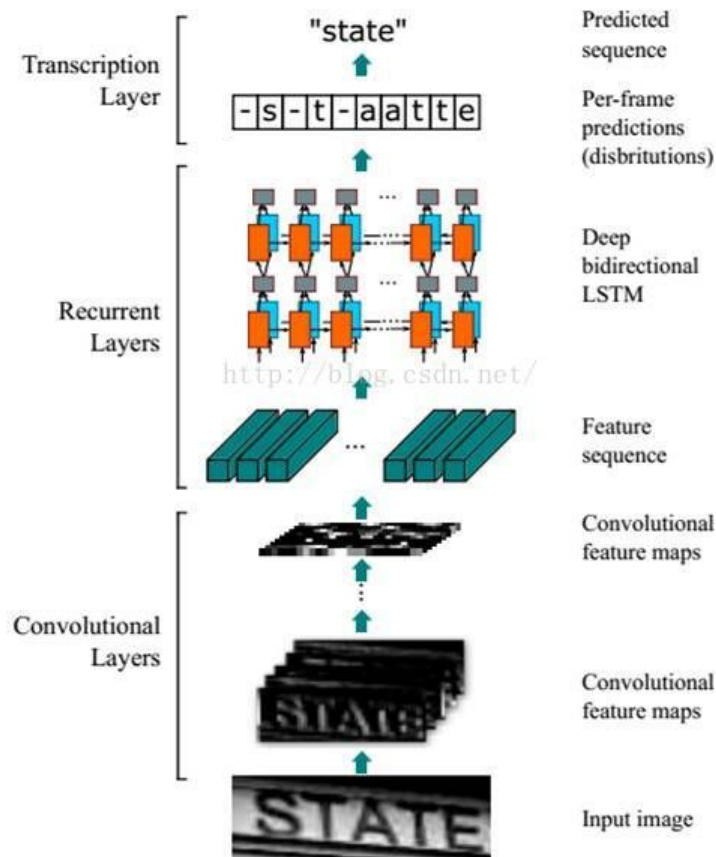 "state"
Predicted
sequence
Transcription
Layer
-s-t-aatte
Per-frame
predictions
(disbritutions)
Deep
bidirectional
LSTM
Recurrent
Layers
http://blog.csdn.net/
Feature
sequence
Convolutional
feature maps
Convolutional
Layers
STATE
Convolutional
feature maps
STATE
Input image